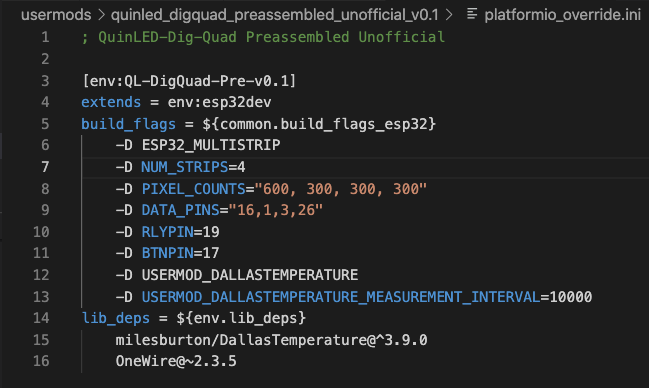 usermods > quinled_digquad_preassembled_unofficial_v0.1 > platformio_override.ini
1 ; QuinLED-Dig-Quad Preassembled Unofficial
2
3 [env:QL-DigQuad-Pre-v0.1]
4 extends = env:esp32dev
5 build_flags = ${common.build_flags_esp32}
6 -D ESP32_MULTISTRIP
7 -D NUM_STRIPS=4
8 -D PIXEL_COUNTS="600, 300, 300, 300"
9 -D DATA_PINS="16,1,3,26"
10 -D RLYPIN=19
11 -D BTNPIN=17
12 -D USERMOD_DALLASTEMPERATURE
13 -D USERMOD_DALLASTEMPERATURE_MEASUREMENT_INTERVAL=10000
14 lib_deps = ${env.lib_deps}
15 milesburton/DallasTemperature@^3.9.0
16 OneWire@~2.3.5